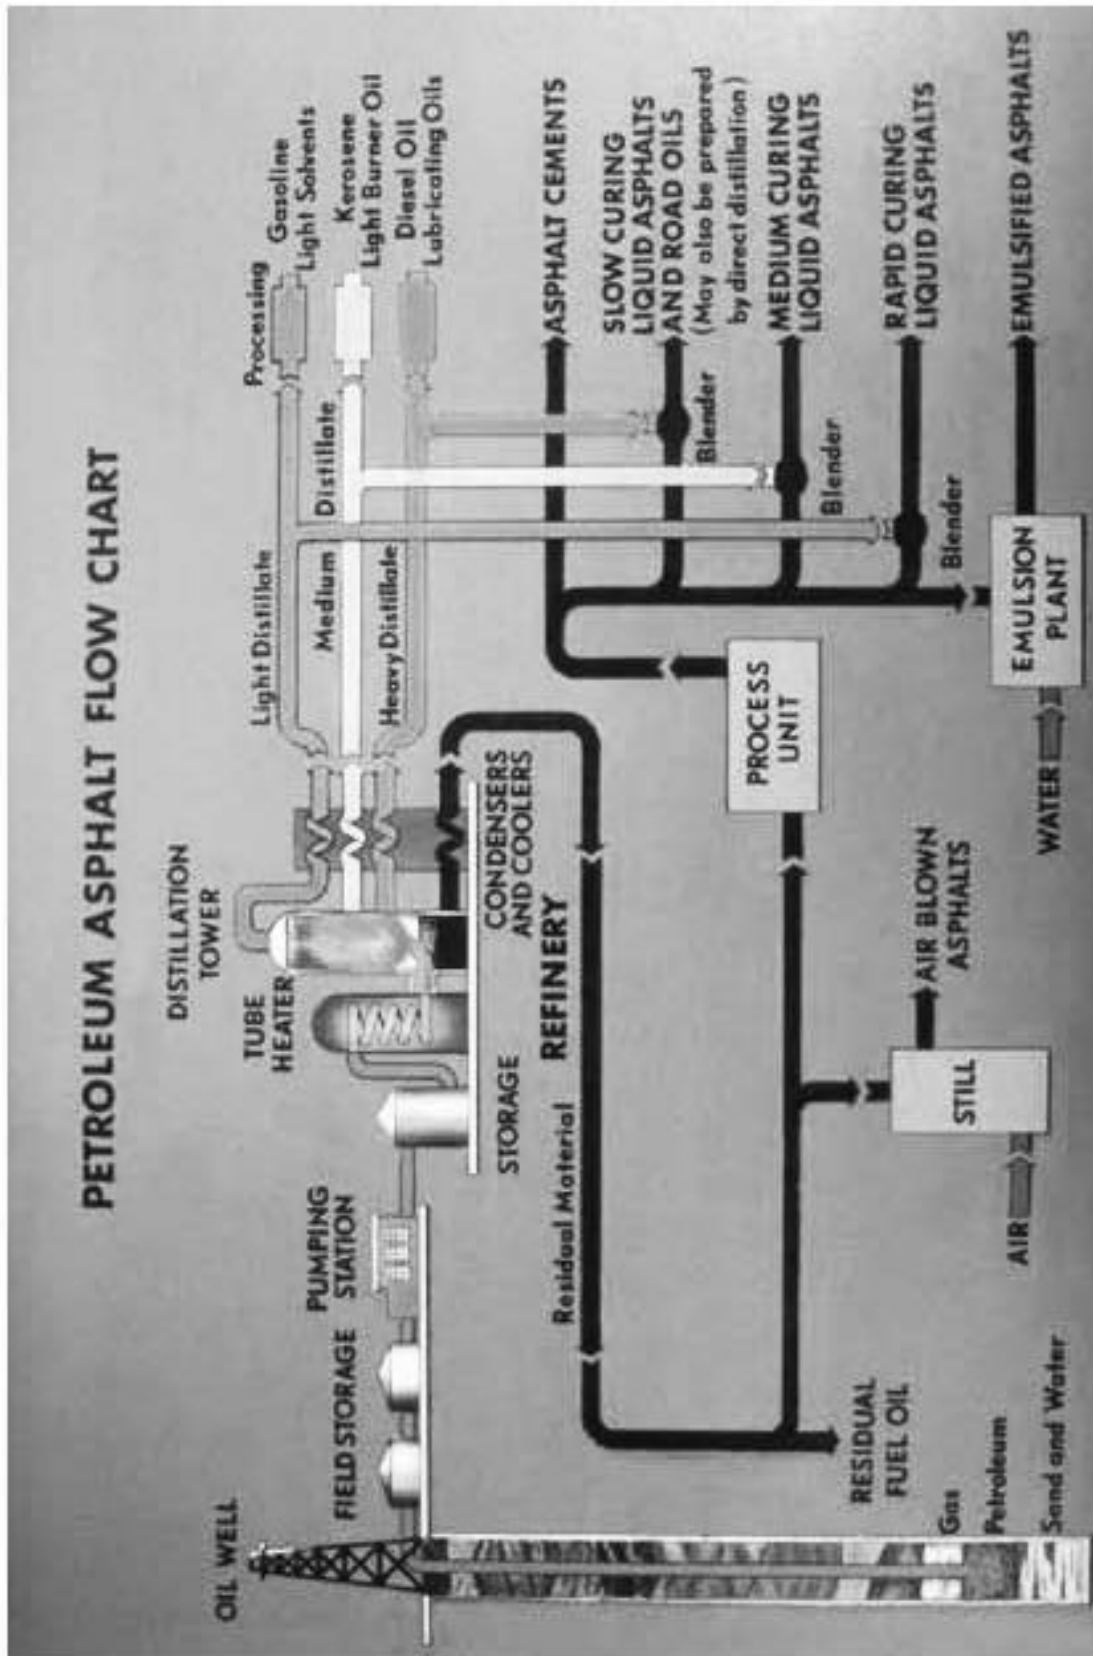 PETROLEUM ASPHALT FLOW CHART
OIL WELL
FIELD STORAGE
PUMPING
STATION
STORAGE
TUBE
HEATER
DISTILLATION
TOWER
CONDENSERS
AND COOLERS
REFINERY
Light Distillate
Medium Distillate
Heavy Distillate
Processing
Gasoline
Light Solvents
Kerosene
Light Burner Oil
Diesel Oil
Lubricating Oils
ASPHALT CEMENTS
SLOW CURING
LIQUID ASPHALTS
AND ROAD OILS
(May also be prepared
by direct distillation)
Blender
MEDIUM CURING
LIQUID ASPHALTS
Blender
RAPID CURING
LIQUID ASPHALTS
Blender
EMULSIFIED ASPHALTS
EMULSION
PLANT
WATER
PROCESS
UNIT
Residual Material
AIR BLOWN
ASPHALTS
STILL
AIR
RESIDUAL
FUEL OIL
Gas
Petroleum
Sand and Water